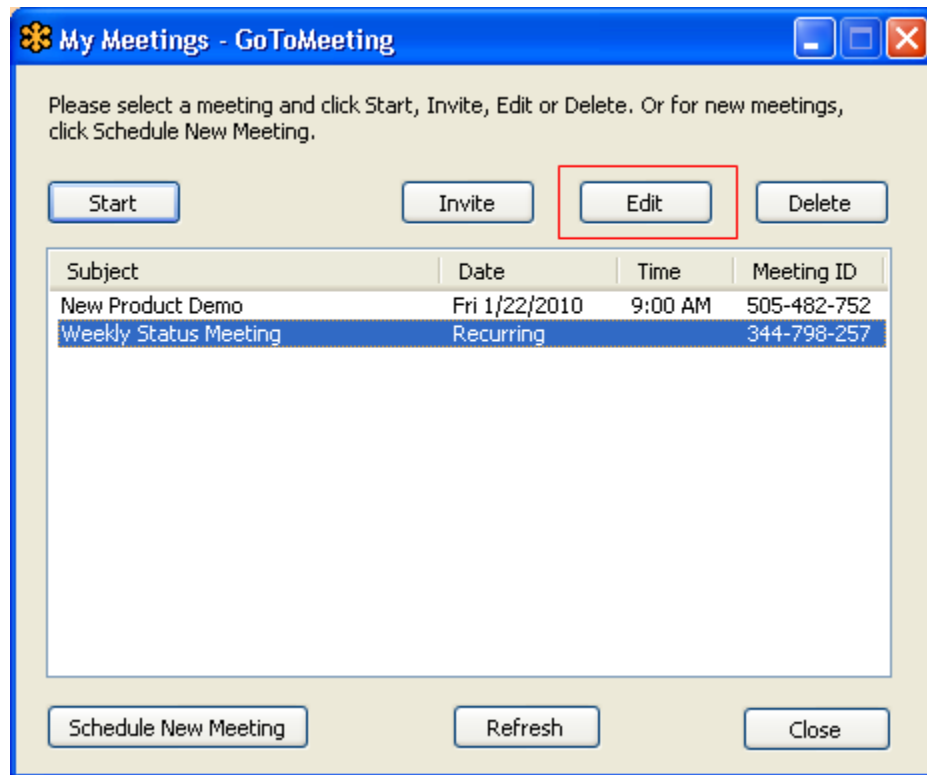 My Meetings - GoToMeeting
Please select a meeting and click Start, Invite, Edit or Delete. Or for new meetings,
click Schedule New Meeting.
Start Invite Edit Delete
Subject Date Time Meeting ID
New Product Demo Fri 1/22/2010 9:00 AM 505-482-752
Weekly Status Meeting Recurring 344-798-257
Schedule New Meeting Refresh Close